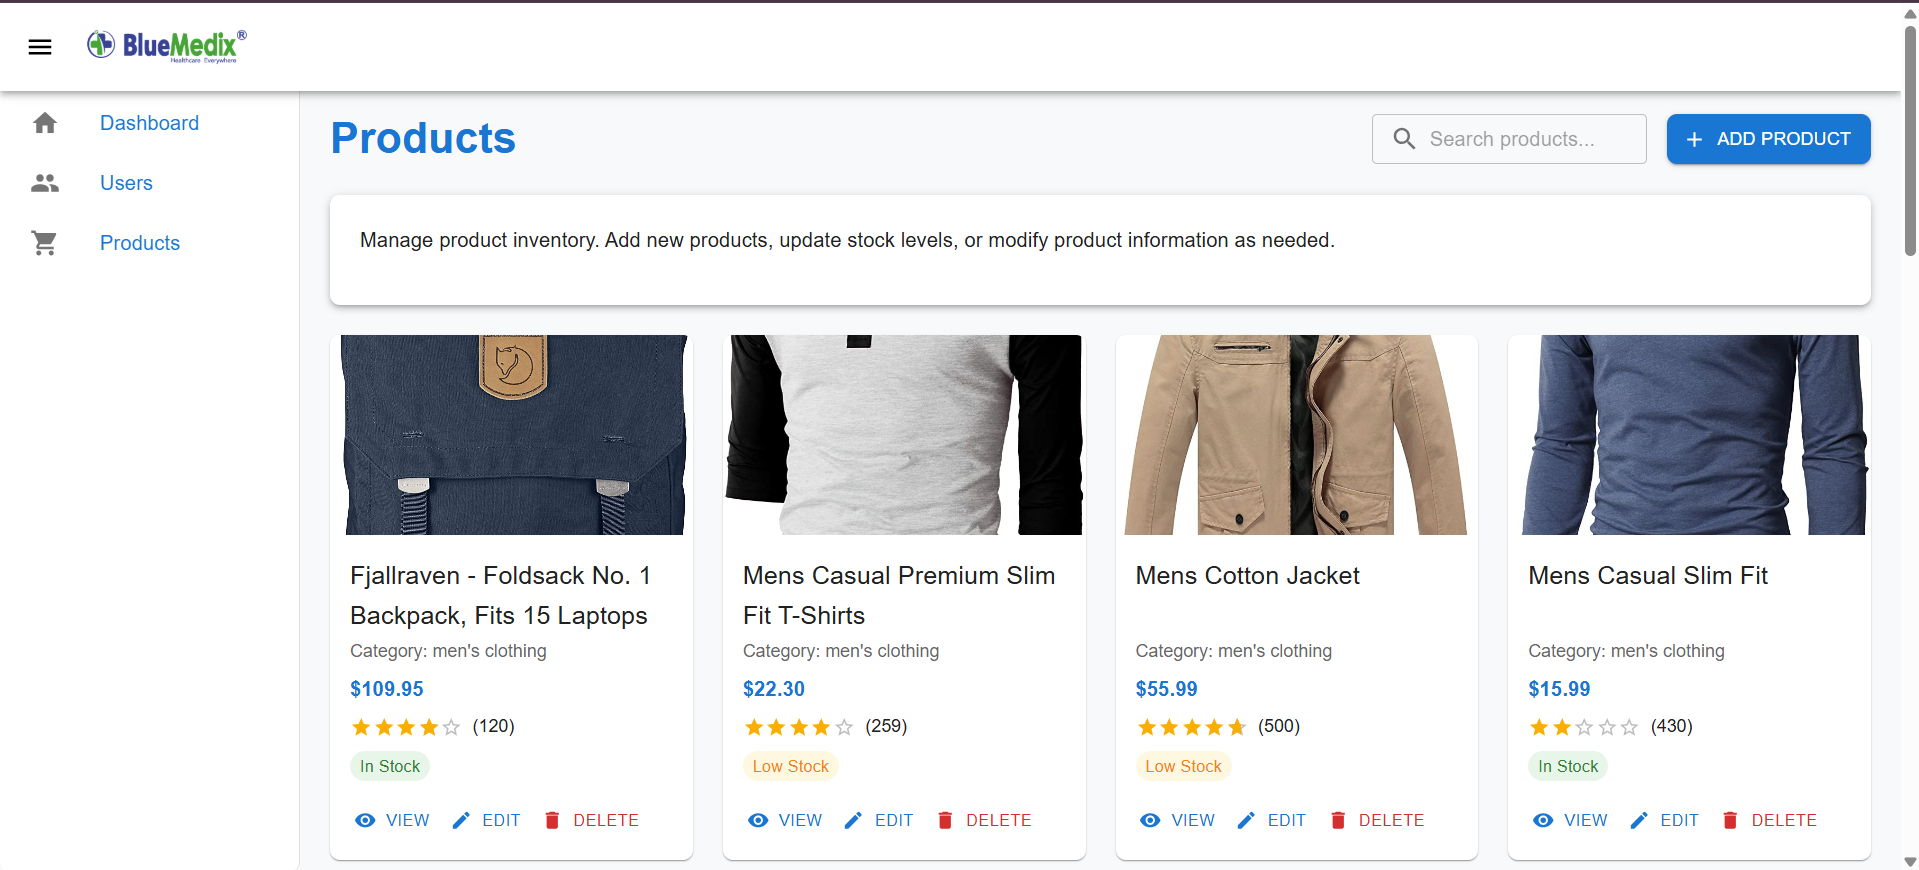 BlueMedix®
Healthcare Everywhere
Dashboard
Users
Products
Products
Search products...
+ ADD PRODUCT
Manage product inventory. Add new products, update stock levels, or modify product information as needed.
Fjallraven - Foldsack No. 1
Backpack, Fits 15 Laptops
Category: men's clothing
$109.95
(120)
In Stock
VIEW EDIT DELETE
Mens Casual Premium Slim
Fit T-Shirts
Category: men's clothing
$22.30
(259)
Low Stock
VIEW EDIT DELETE
Mens Cotton Jacket
Category: men's clothing
$55.99
(500)
Low Stock
VIEW EDIT DELETE
Mens Casual Slim Fit
Category: men's clothing
$15.99
(430)
In Stock
VIEW EDIT DELETE